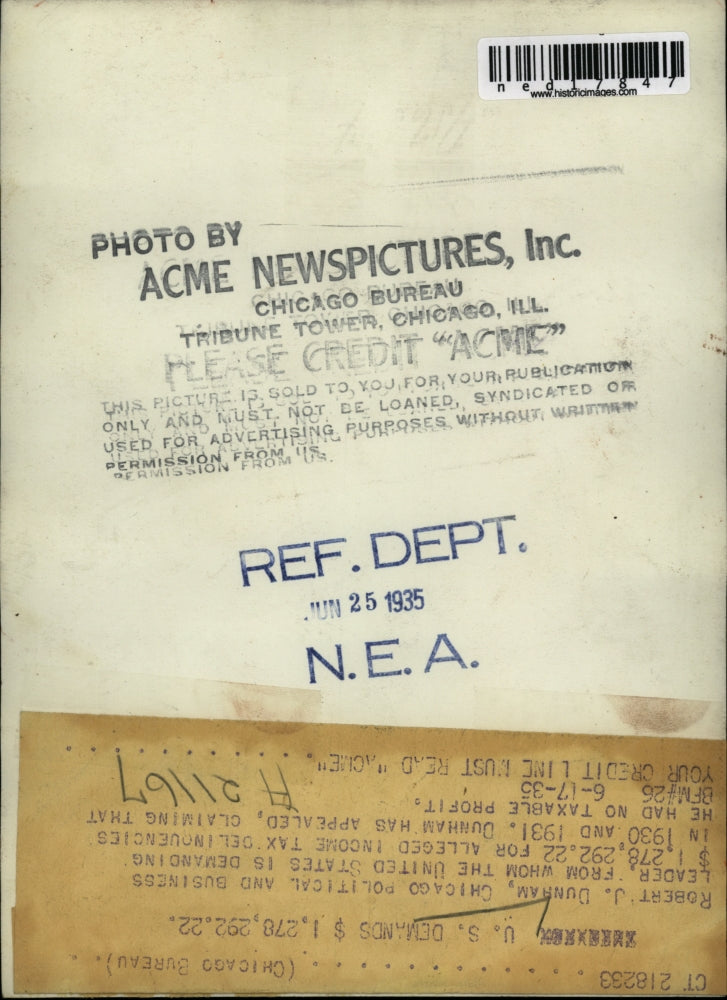 ned17847
www.historicimages.com
PHOTO BY
ACME NEWSPICTURES, Inc.
CHICAGO BUREAU
TRIBUNE TOWER, CHICAGO, ILL.
PLEASE CREDIT "ACME"
THIS PICTURE IS SOLD TO YOU FOR YOUR PUBLICATION
ONLY AND MUST NOT BE LOANED, SYNDICATED OR
USED FOR ADVERTISING PURPOSES WITHOUT WRITTEN
PERMISSION FROM US.
REF. DEPT.
JUN 25 1935
N.E.A.
CT 218233 . . . . . . . . . . . . (CHICAGO BUREAU). .
U. S. DEMANDS $ 1,278,292.22.
ROBERT J. DUNHAM, CHICAGO POLITICAL AND BUSINESS
LEADER FROM WHOM THE UNITED STATES IS DEMANDING
$ 1,278,292.22 FOR ALLEGED INCOME TAX DELINQUENCIES
IN 1930 AND 1931. DUNHAM HAS APPEALED, CLAIMING THAT
HE HAD NO TAXABLE PROFIT.
BFM#26 6-17-35
YOUR CREDIT LINE MUST READ "ACME" . . . . . . . . .
# 21167